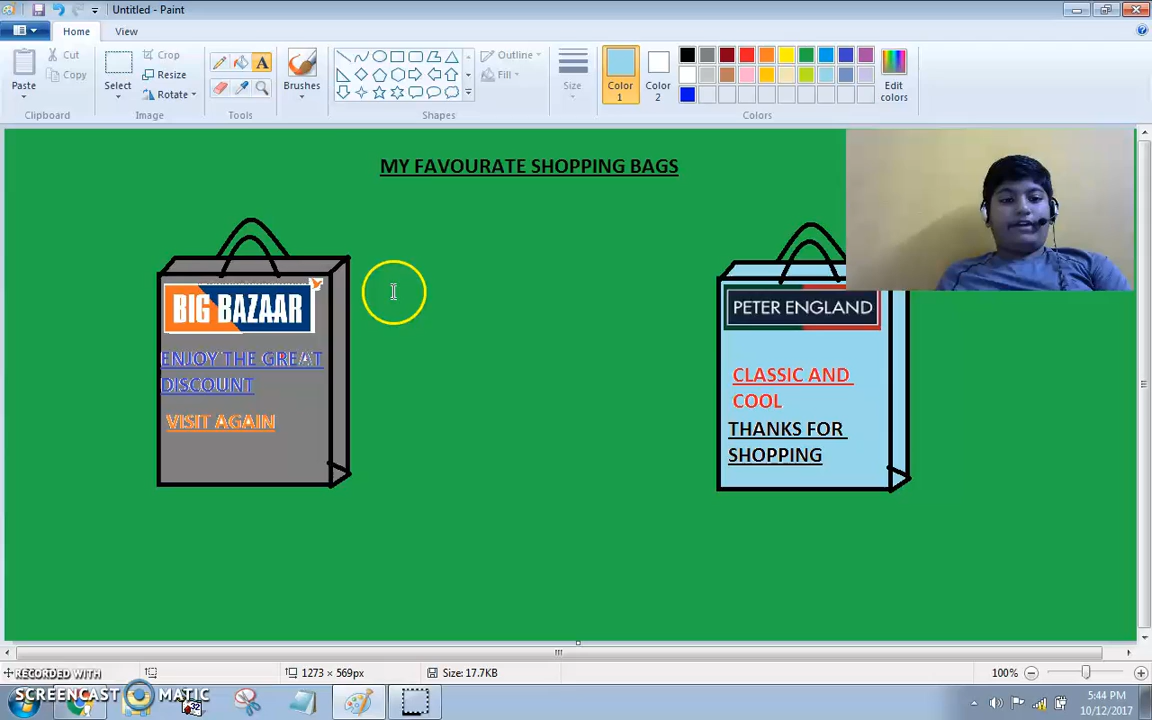 Untitled - Paint
Home
View
Paste
Cut
Copy
Clipboard
Select
Crop
Resize
Rotate
Image
Tools
Brushes
Shapes
Outline
Fill
Size
Color 1
Color 2
Edit colors
Colors
MY FAVOURATE SHOPPING BAGS
BIG BAZAAR
ENJOY THE GREAT
DISCOUNT
VISIT AGAIN
PETER ENGLAND
CLASSIC AND
COOL
THANKS FOR
SHOPPING
1273 × 569px
Size: 17.7KB
100%
RECORDED WITH
SCREENCAST MATIC
32
5:44 PM
10/12/2017